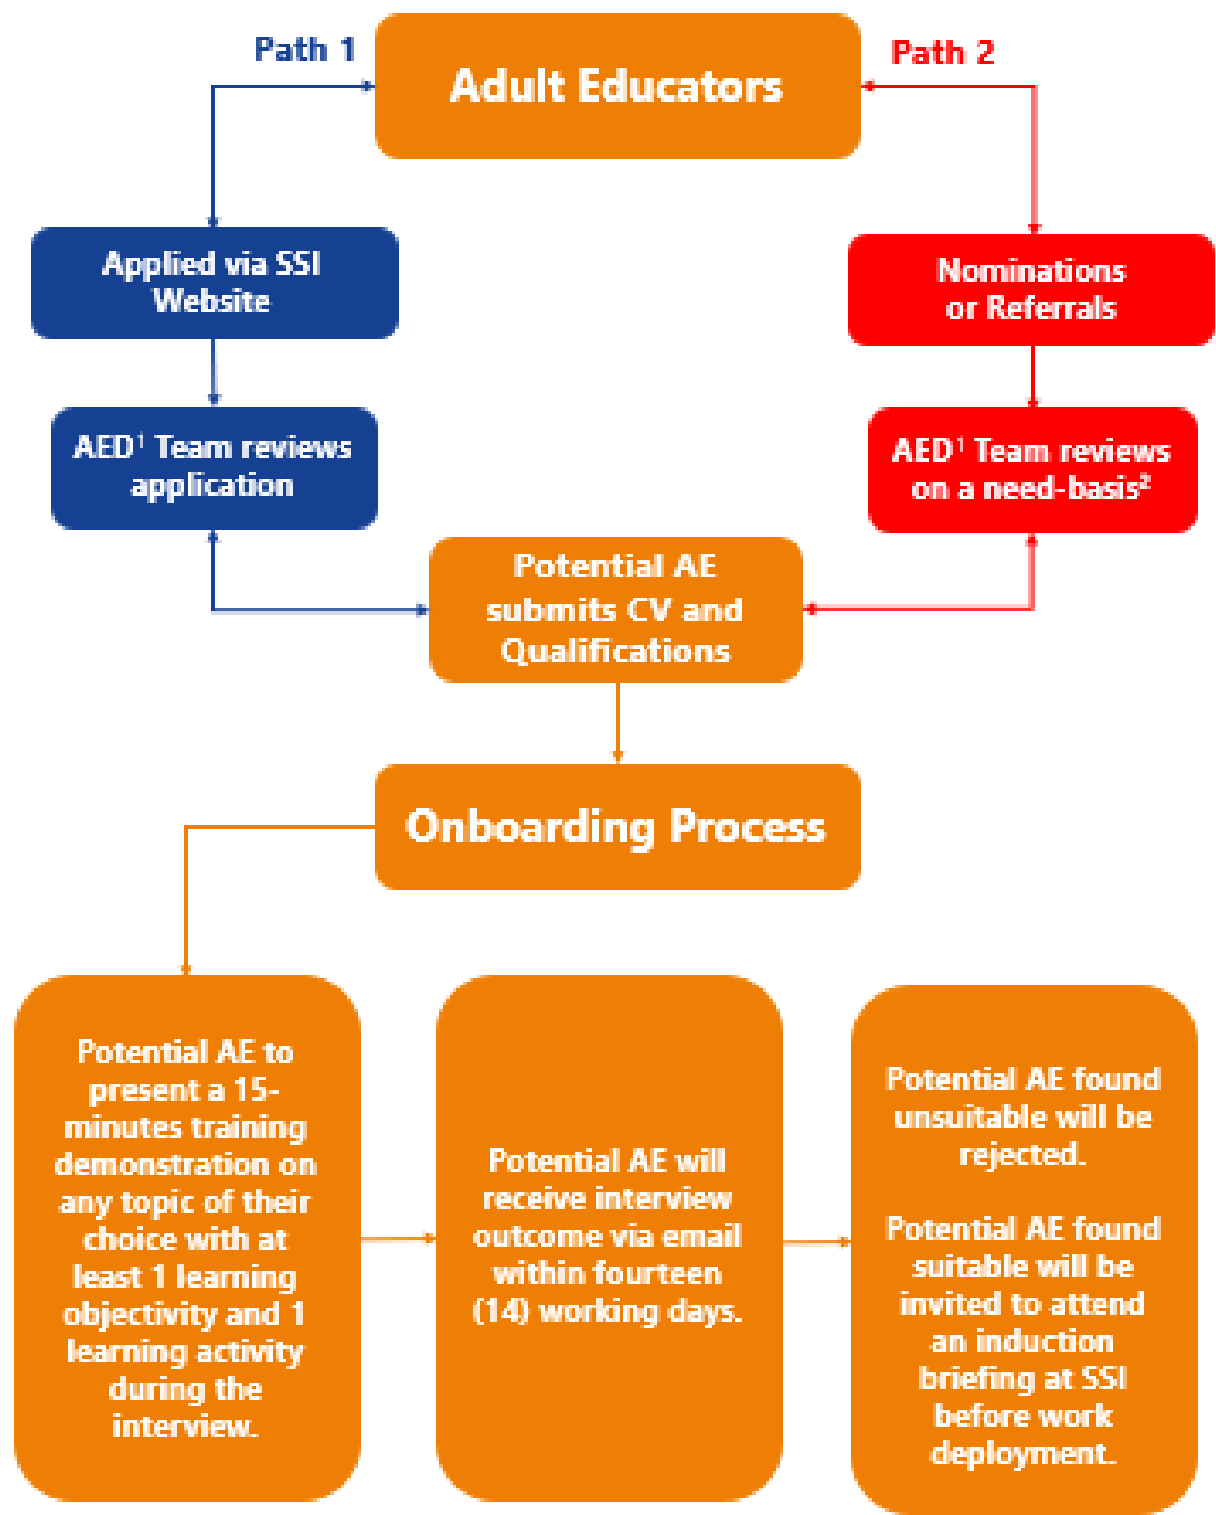 Path 1
Adult Educators
Path 2
Applied via SSI
Website
Nominations
or Referrals
AED¹ Team reviews
application
AED¹ Team reviews
on a need-basis²
Potential AE
submits CV and
Qualifications
Onboarding Process
Potential AE to
present a 15-
minutes training
demonstration on
any topic of their
choice with at
least 1 learning
objectivity and 1
learning activity
during the
interview.
Potential AE will
receive interview
outcome via email
within fourteen
(14) working days.
Potential AE found
unsuitable will be
rejected.
Potential AE found
suitable will be
invited to attend
an induction
briefing at SSI
before work
deployment.